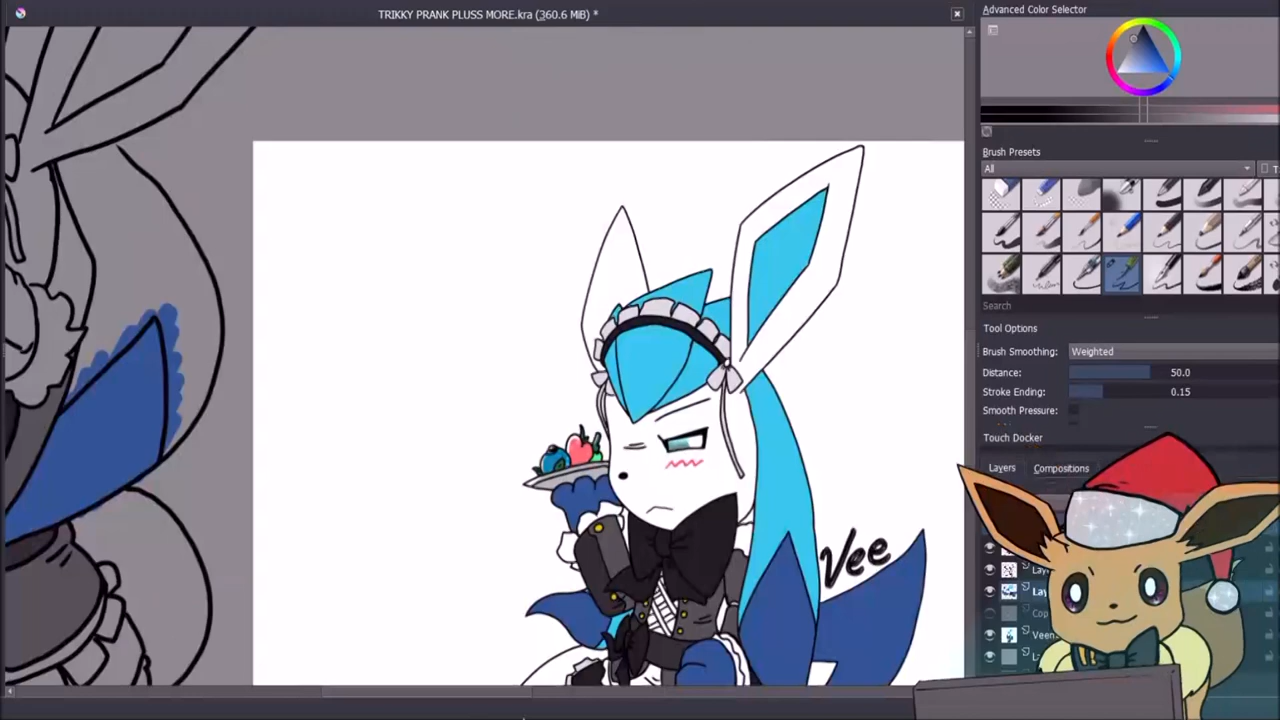 TRIKKY PRANK PLUSS MORE.kra (360.6 MiB) *
Advanced Color Selector
Brush Presets
All
Search
Tool Options
Brush Smoothing: Weighted
Distance: 50.0
Stroke Ending: 0.15
Smooth Pressure:
Touch Docker
Layers Compositions
Vee